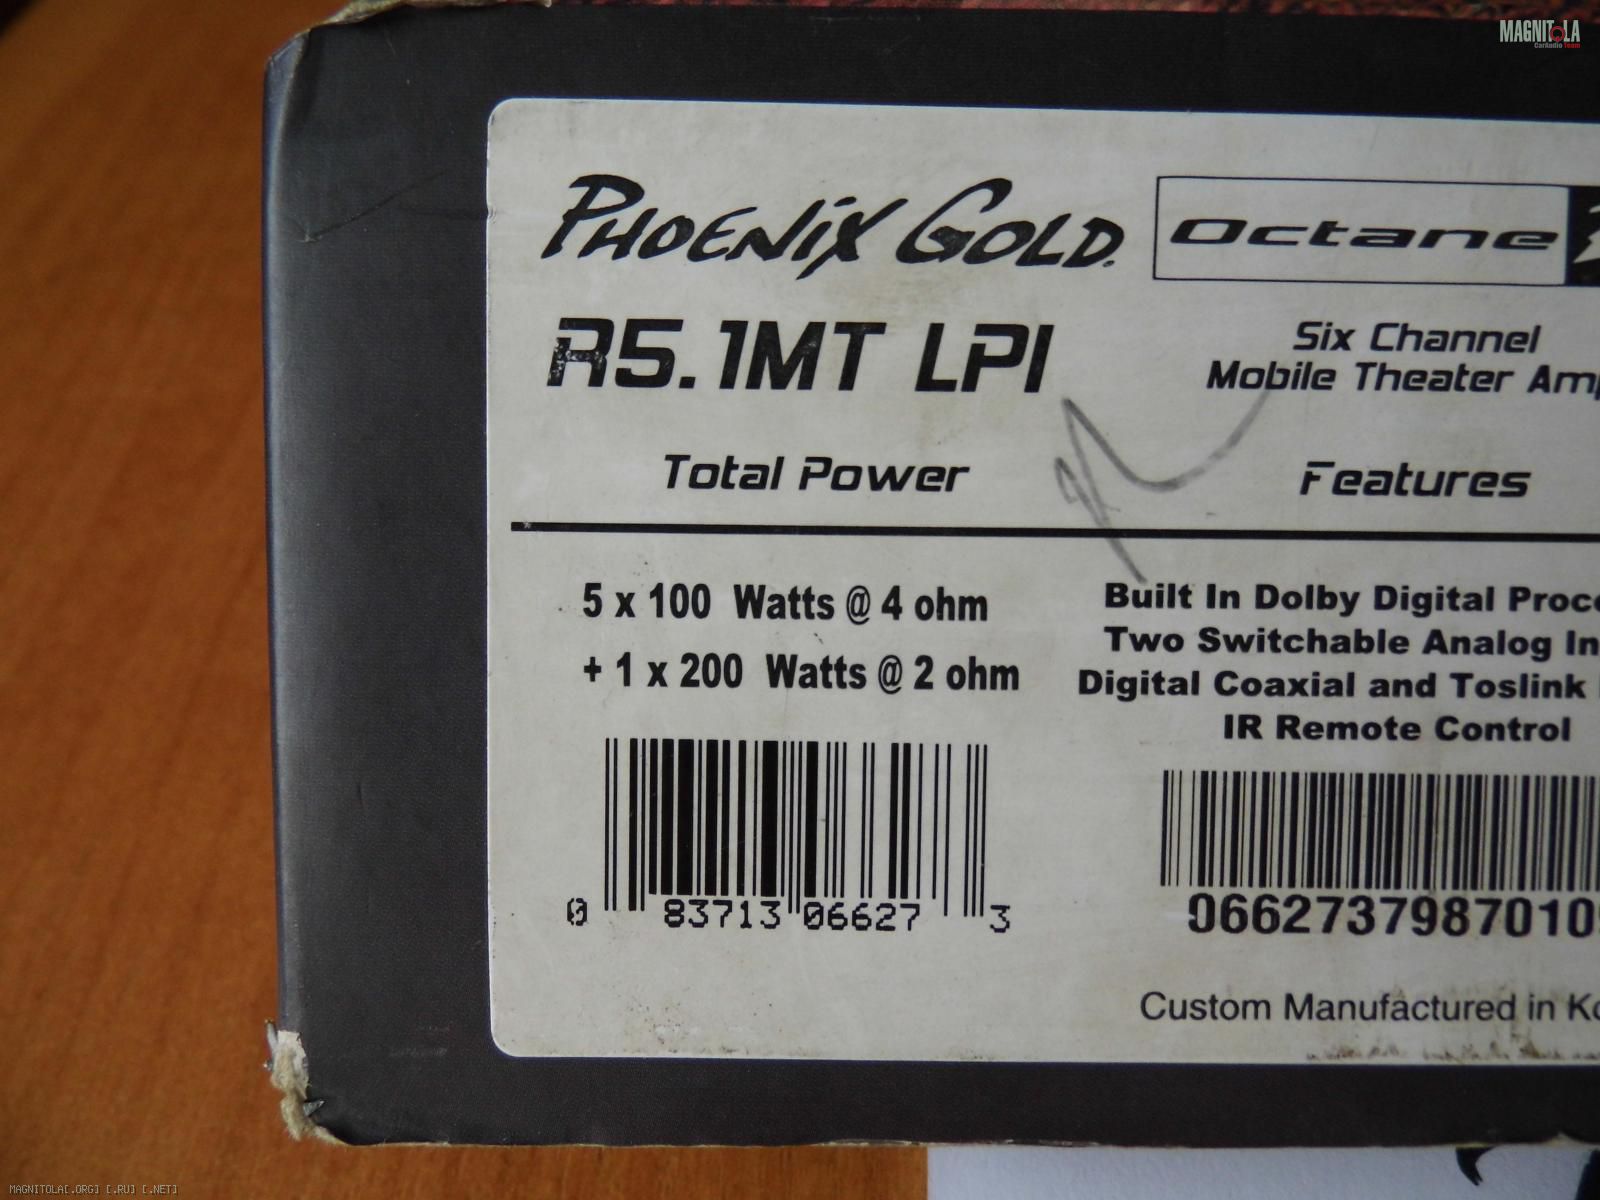 MAGNITOLA
CarAudio Team
PHOENIX GOLD.
Octane
R5.1MT LPI
Six Channel
Mobile Theater
Total Power
Features
5 x 100 Watts @ 4 ohm
+ 1 x 200 Watts @ 2 ohm
Built In Dolby Digital
Two Switchable Analog
Digital Coaxial and Toslink
IR Remote Control
0 83713 06627 3
06627379870109
Custom Manufactured in
MAGNITOLA[.ORG] [.RU] [.NET]